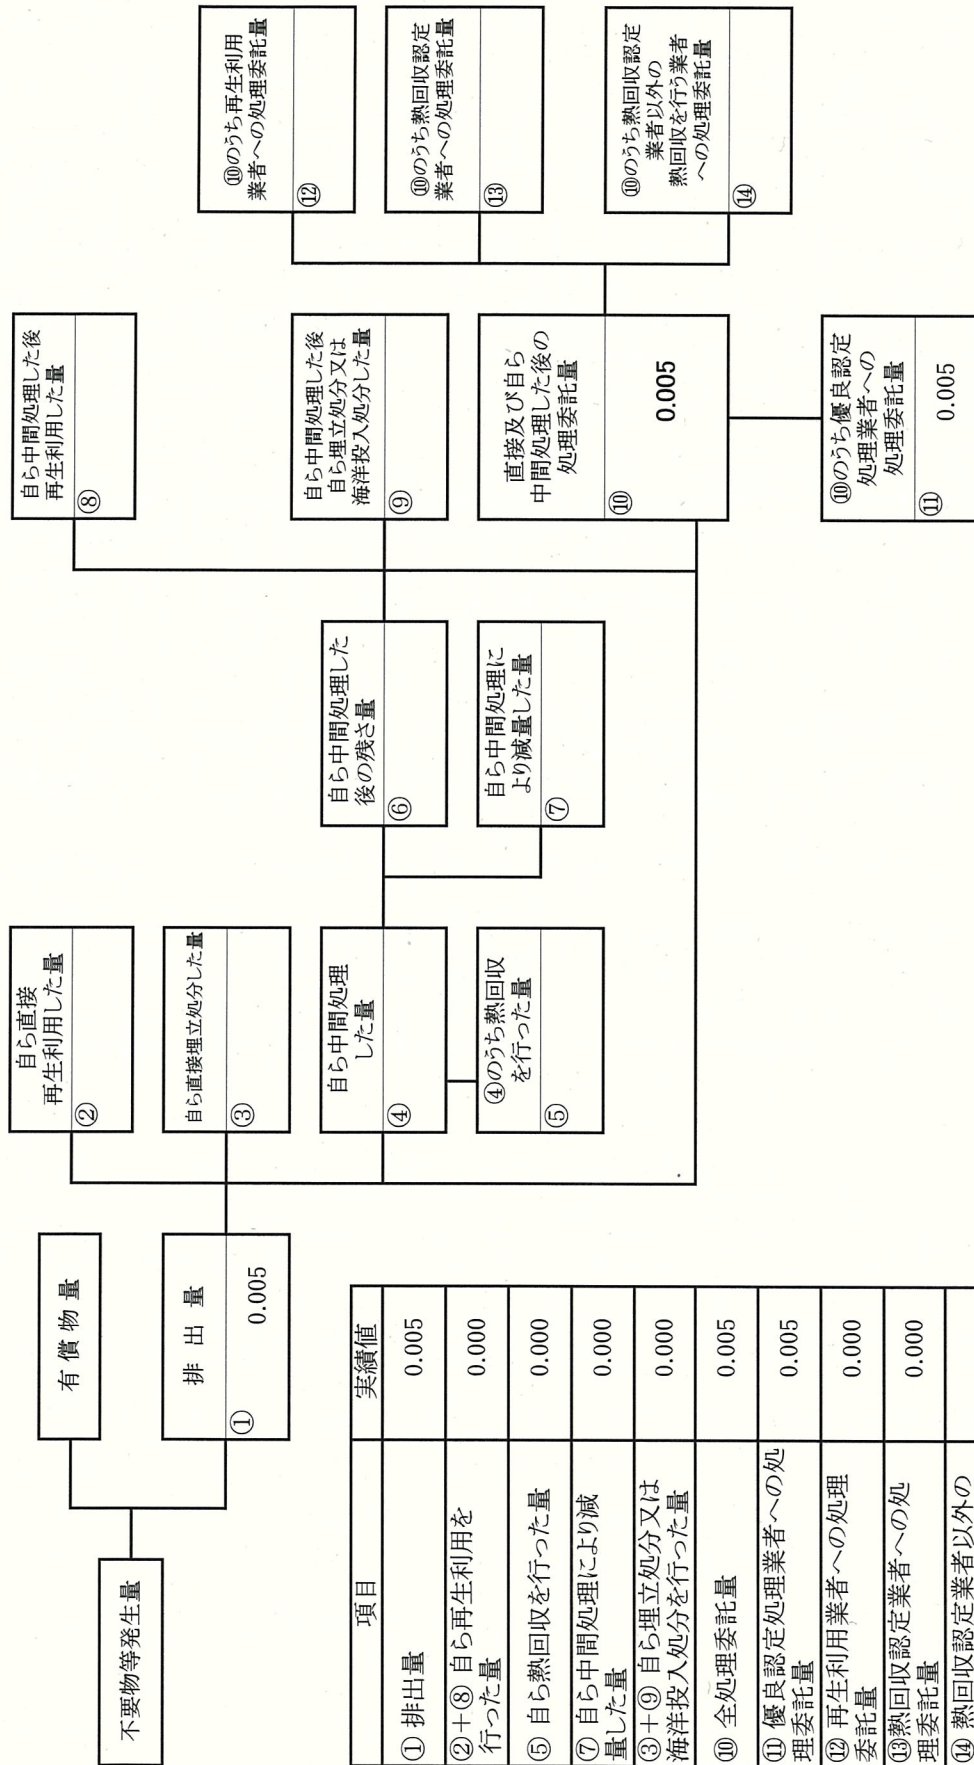 不要物等発生量
有償物量
排出量
①
0.005
自ら直接
再生利用した量
②
自ら直接埋立処分した量
③
自ら中間処理
した量
④
④のうち熱回収
を行った量
⑤
自ら中間処理した
後の残さ量
⑥
自ら中間処理に
より減量した量
⑦
自ら中間処理した後
再生利用した量
⑧
自ら中間処理した後
自ら埋立処分又は
海洋投入処分した量
⑨
直接及び自ら
中間処理した後の
処理委託量
⑩
0.005
⑩のうち優良認定
処理業者への
処理委託量
⑪
0.005
⑩のうち再生利用
業者への処理委託量
⑫
⑩のうち熱回収認定
業者への処理委託量
⑬
⑩のうち熱回収認定
業者以外の
熱回収を行う業者
への処理委託量
⑭
項目 実績値
①排出量 0.005
②+⑧ 自ら再生利用を
行った量 0.000
⑤ 自ら熱回収を行った量 0.000
⑦ 自ら中間処理により減
量した量 0.000
③+⑨ 自ら埋立処分又は
海洋投入処分を行った量 0.000
⑩ 全処理委託量 0.005
⑪ 優良認定処理業者への処
理委託量 0.005
⑫ 再生利用業者への処理
委託量 0.000
⑬熱回収認定業者への処
理委託量 0.000
⑭ 熱回収認定業者以外の